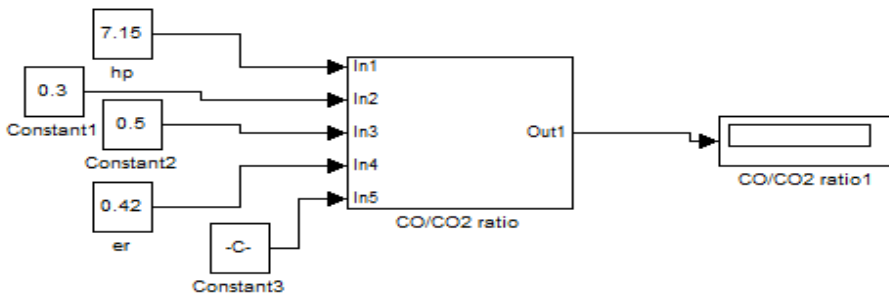 7.15
hp
0.3
Constant1
0.5
Constant2
0.42
er
-C-
Constant3
In1
In2
In3
In4
In5
Out1
CO/CO2 ratio
CO/CO2 ratio1